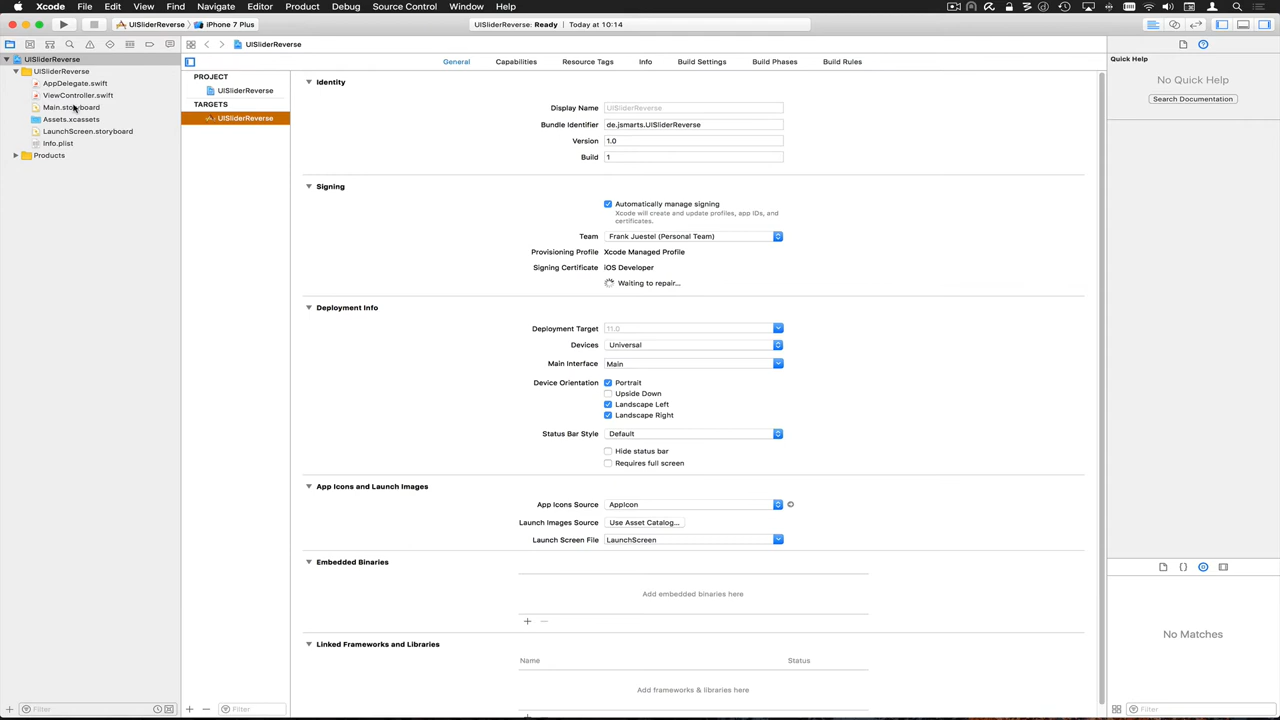 Xcode File Edit View Find Navigate Editor Product Debug Source Control Window Help
UISliderReverse iPhone 7 Plus UISliderReverse: Ready Today at 10:14
UISliderReverse
UISliderReverse
AppDelegate.swift
ViewController.swift
Main.storyboard
Assets.xcassets
LaunchScreen.storyboard
Info.plist
Products
Filter
UISliderReverse
General Capabilities Resource Tags Info Build Settings Build Phases Build Rules
PROJECT
UISliderReverse
TARGETS
UISliderReverse
Filter
Identity
Display Name UISliderReverse
Bundle Identifier de.jsmarts.UISliderReverse
Version 1.0
Build 1
Signing
Automatically manage signing
Xcode will create and update profiles, app IDs, and
certificates.
Team Frank Juestel (Personal Team)
Provisioning Profile Xcode Managed Profile
Signing Certificate iOS Developer
Waiting to repair...
Deployment Info
Deployment Target 11.0
Devices Universal
Main Interface Main
Device Orientation Portrait
Upside Down
Landscape Left
Landscape Right
Status Bar Style Default
Hide status bar
Requires full screen
App Icons and Launch Images
App Icons Source AppIcon
Launch Images Source Use Asset Catalog...
Launch Screen File LaunchScreen
Embedded Binaries
Add embedded binaries here
Linked Frameworks and Libraries
Name Status
Add frameworks & libraries here
Quick Help
No Quick Help
Search Documentation
No Matches
Filter